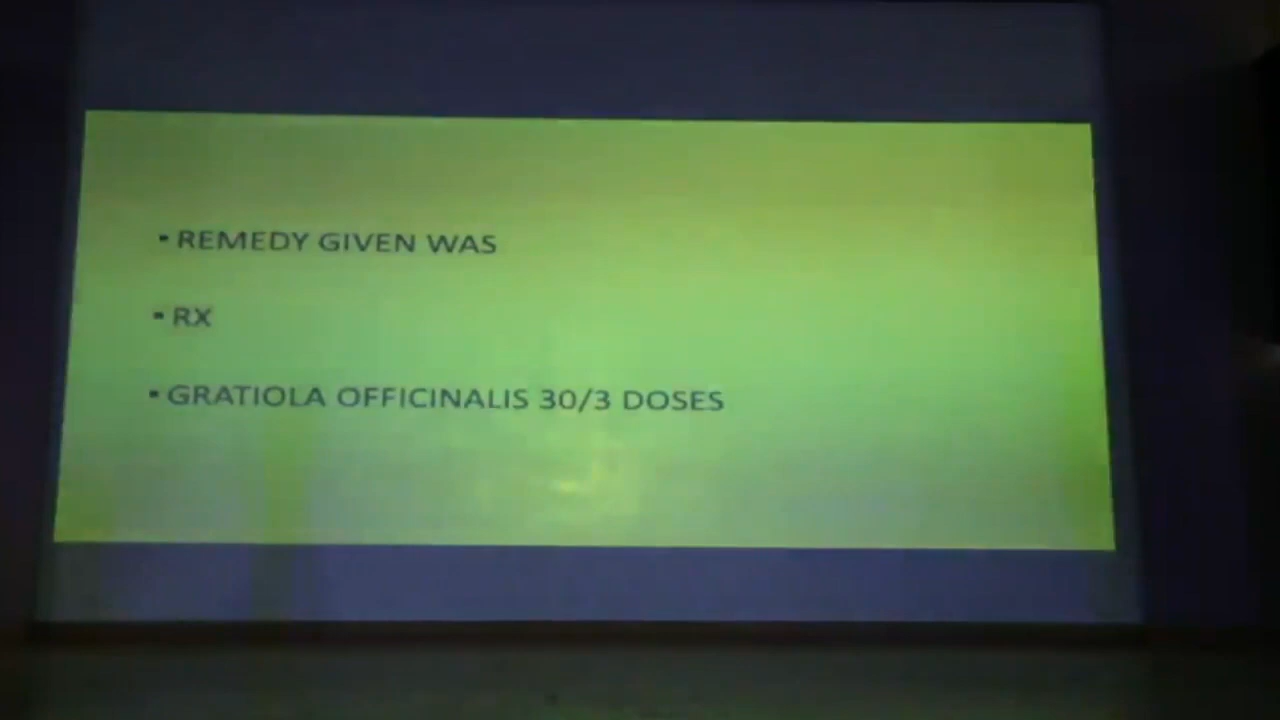 ▪ REMEDY GIVEN WAS
▪ RX
▪ GRATIOLA OFFICINALIS 30/3 DOSES